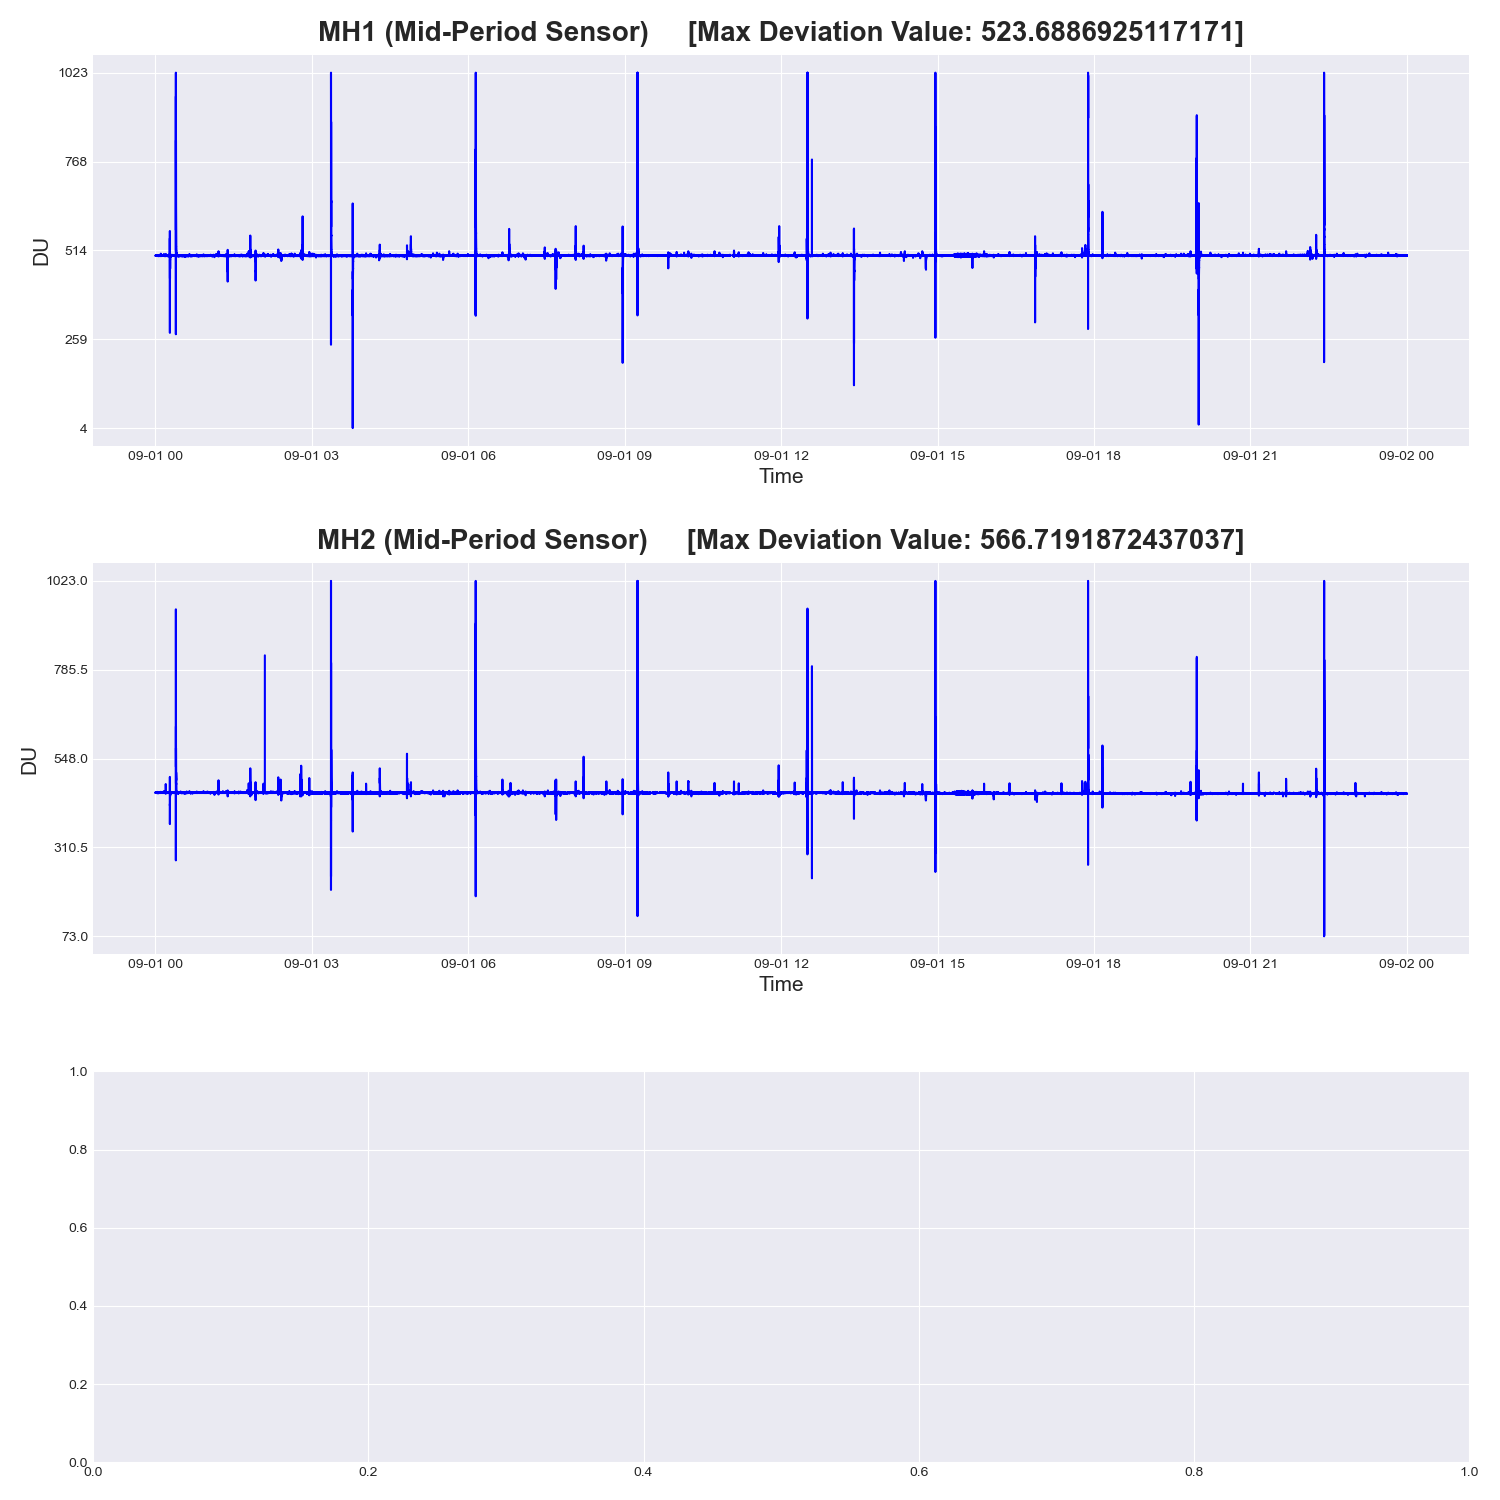 MH1 (Mid-Period Sensor) [Max Deviation Value: 523.6886925117171]
1023
768
514
259
4
DU
09-01 00 09-01 03 09-01 06 09-01 09 09-01 12 09-01 15 09-01 18 09-01 21 09-02 00
Time
MH2 (Mid-Period Sensor) [Max Deviation Value: 566.7191872437037]
1023.0
785.5
548.0
310.5
73.0
DU
09-01 00 09-01 03 09-01 06 09-01 09 09-01 12 09-01 15 09-01 18 09-01 21 09-02 00
Time
1.0
0.8
0.6
0.4
0.2
0.0
0.0 0.2 0.4 0.6 0.8 1.0